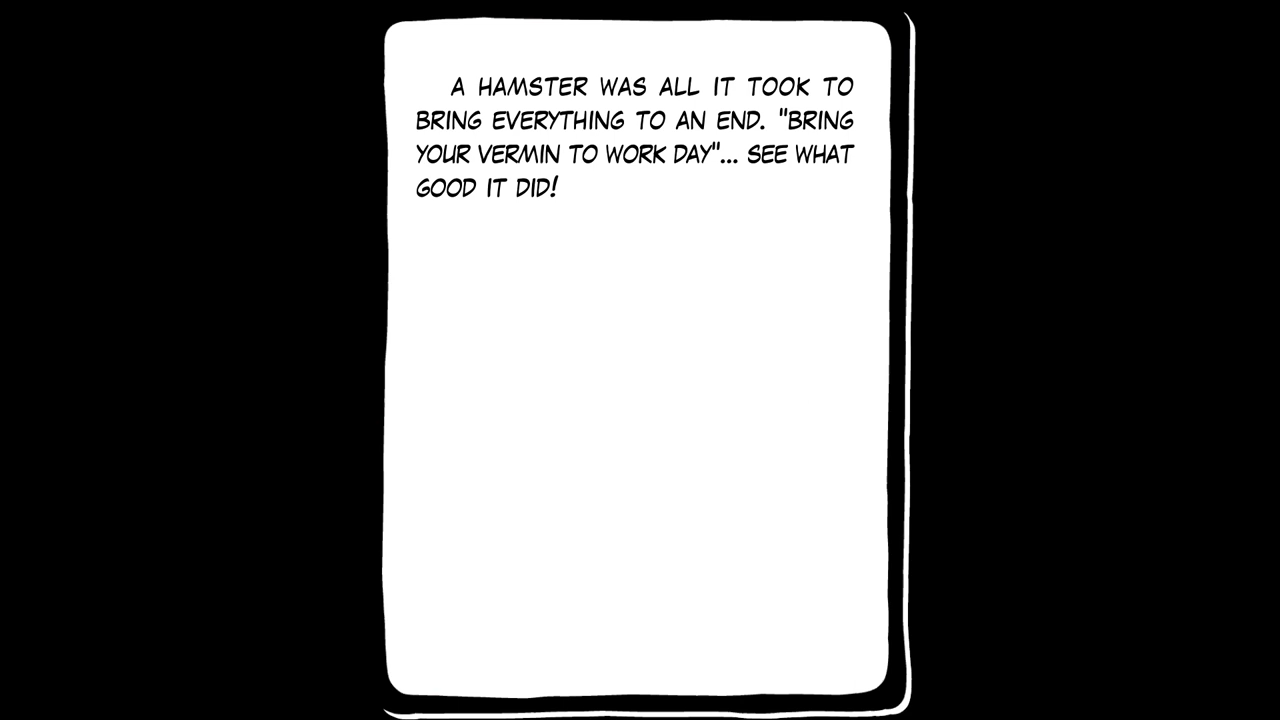 A HAMSTER WAS ALL IT TOOK TO
BRING EVERYTHING TO AN END. "BRING
YOUR VERMIN TO WORK DAY"... SEE WHAT
GOOD IT DID!